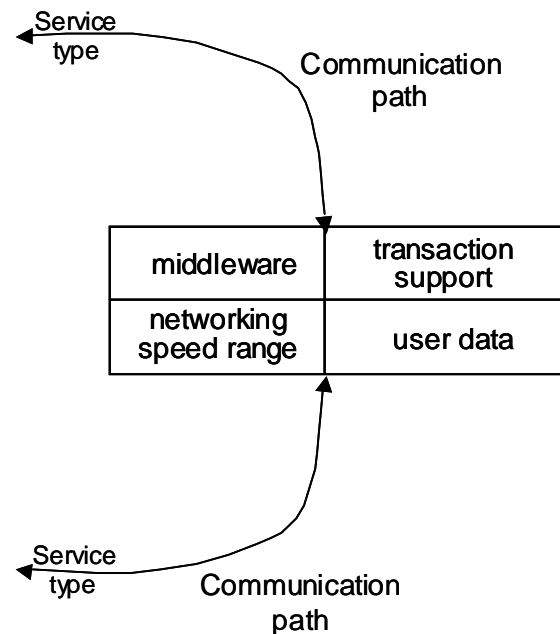 Service
type
Communication
path
middleware
transaction
support
networking
speed range
user data
Service
type
Communication
path